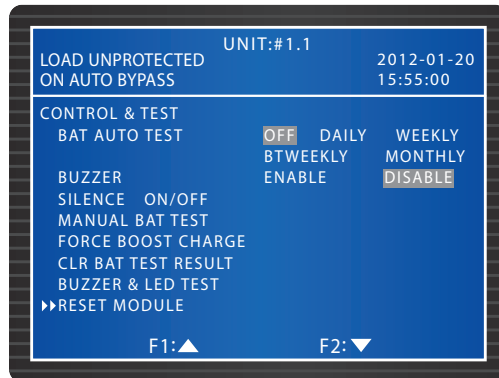 UNIT:#1.1
LOAD UNPROTECTED 2012-01-20
ON AUTO BYPASS 15:55:00
CONTROL & TEST
BAT AUTO TEST OFF DAILY WEEKLY
BTWEEKLY MONTHLY
BUZZER ENABLE DISABLE
SILENCE ON/OFF
MANUAL BAT TEST
FORCE BOOST CHARGE
CLR BAT TEST RESULT
BUZZER & LED TEST
RESET MODULE
F1: F2: